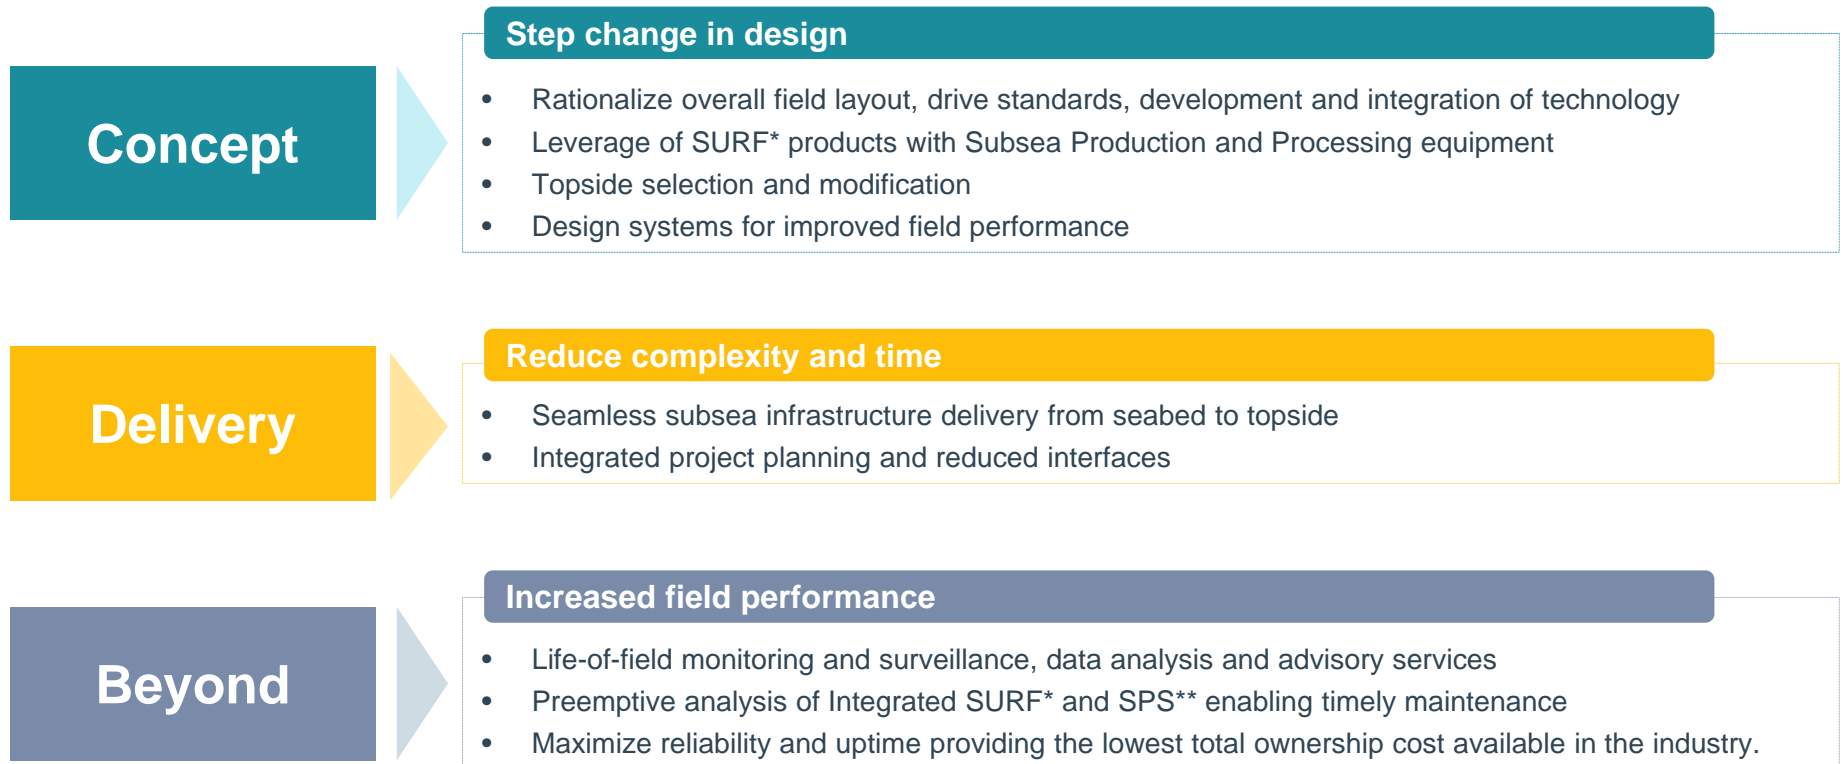 Concept
Step change in design
• Rationalize overall field layout, drive standards, development and integration of technology
• Leverage of SURF* products with Subsea Production and Processing equipment
• Topside selection and modification
• Design systems for improved field performance
Delivery
Reduce complexity and time
• Seamless subsea infrastructure delivery from seabed to topside
• Integrated project planning and reduced interfaces
Beyond
Increased field performance
• Life-of-field monitoring and surveillance, data analysis and advisory services
• Preemptive analysis of Integrated SURF* and SPS** enabling timely maintenance
• Maximize reliability and uptime providing the lowest total ownership cost available in the industry.